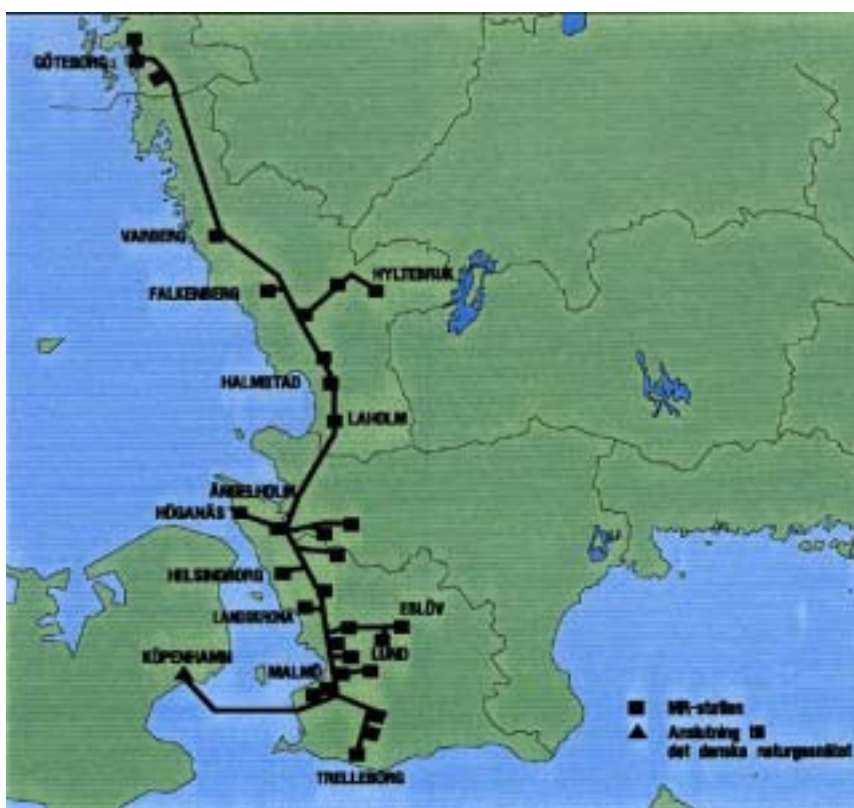 GÖTEBORG
VARBERG
HYLTEBRUK
FALKENBERG
HALMSTAD
LAHOLM
ÄNGELHOLM
HÖGANÄS
HELSINGBORG
LANDSKRONA
ESLÖV
LUND
KÖPENHAMN
MALMÖ
TRELLEBORG
MR-station
Anslutning till
det danska naturgasnätet